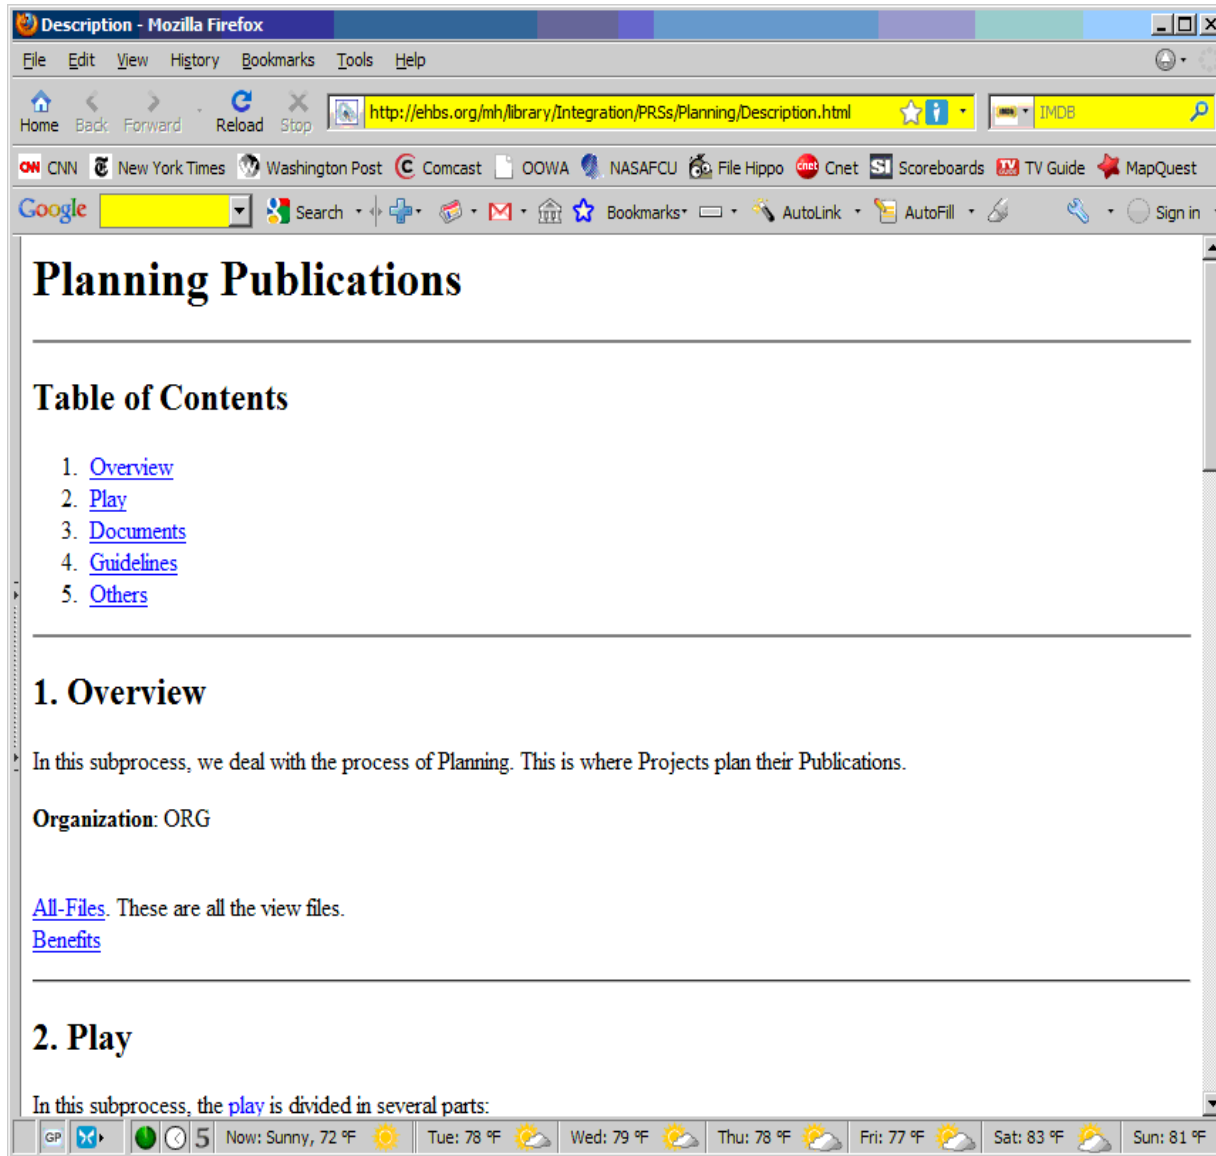 Description - Mozilla Firefox
File Edit View History Bookmarks Tools Help
Home Back Forward Reload Stop http://ehbs.org/mh/library/Integration/PRSs/Planning/Description.html IMDB
CNN New York Times Washington Post Comcast OOWA NASAFCU File Hippo Cnet Scoreboards TV Guide MapQuest
Google Search Bookmarks AutoLink AutoFill Sign in
Planning Publications
Table of Contents
1. Overview
2. Play
3. Documents
4. Guidelines
5. Others
1. Overview
In this subprocess, we deal with the process of Planning. This is where Projects plan their Publications.
Organization: ORG
All-Files. These are all the view files.
Benefits
2. Play
In this subprocess, the play is divided in several parts:
GP 5 Now: Sunny, 72 °F Tue: 78 °F Wed: 79 °F Thu: 78 °F Fri: 77 °F Sat: 83 °F Sun: 81 °F